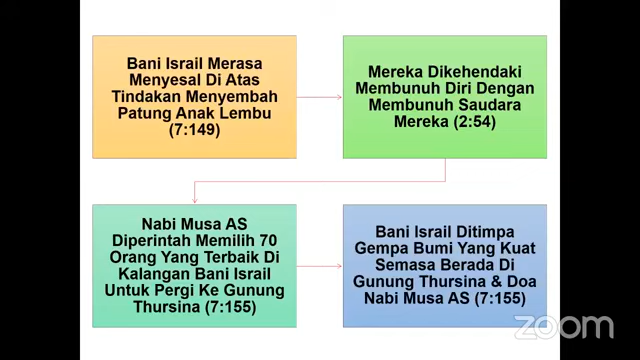 Bani Israil Merasa
Menyesal Di Atas
Tindakan Menyembah
Patung Anak Lembu
(7:149)
Mereka Dikehendaki
Membunuh Diri Dengan
Membunuh Saudara
Mereka (2:54)
Nabi Musa AS
Diperintah Memilih 70
Orang Yang Terbaik Di
Kalangan Bani Israil
Untuk Pergi Ke Gunung
Thursina (7:155)
Bani Israil Ditimpa
Gempa Bumi Yang Kuat
Semasa Berada Di
Gunung Thursina & Doa
Nabi Musa AS (7:155)
zoom